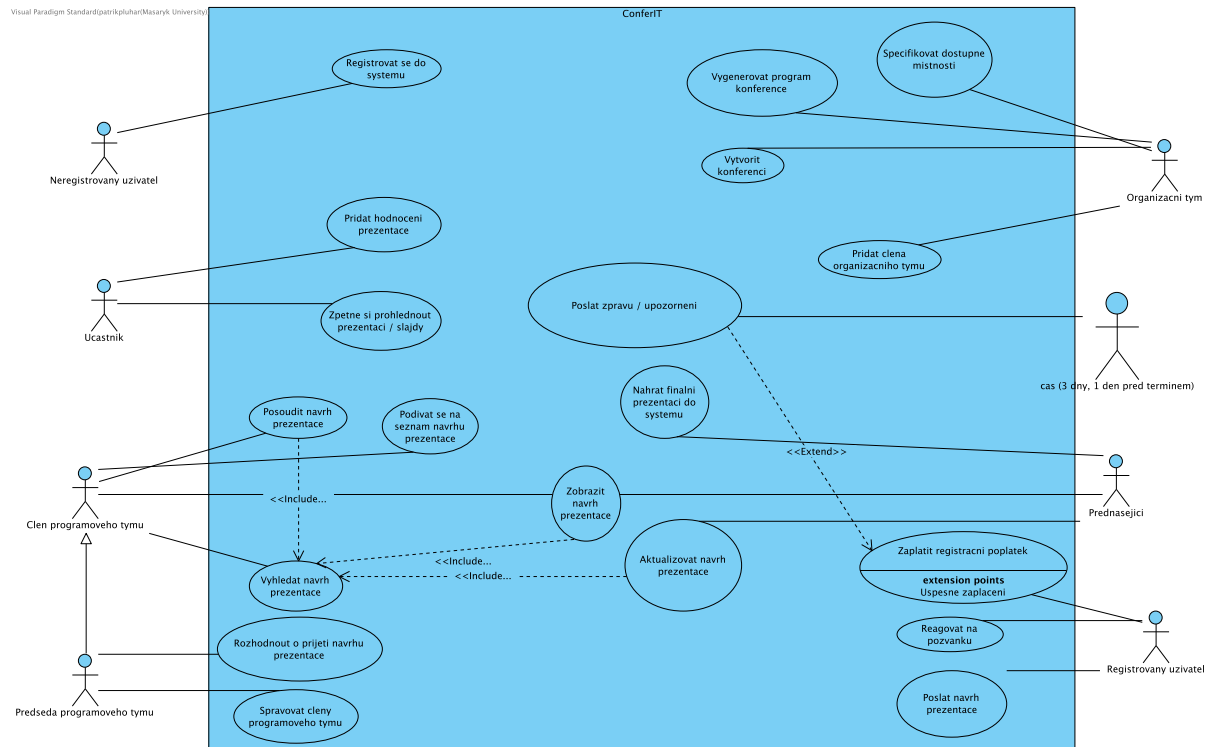 Visual Paradigm Standard(patrikpluhar(Masaryk University))
ConferIT
Registrovat se do
systemu
Vygenerovat program
konference
Specifikovat dostupne
mistnosti
Neregistrovany uzivatel
Vytvorit
konferenci
Organizacni tym
Pridat hodnoceni
prezentace
Pridat clena
organizacniho tymu
Ucastnik
Zpetne si prohlednout
prezentaci / slajdy
Poslat zpravu / upozorneni
cas (3 dny, 1 den pred terminem)
Posoudit navrh
prezentace
Podivat se na
seznam navrhu
prezentace
Nahrat finalni
prezentaci do
systemu
<<Extend>>
Clen programoveho tymu
<<Include...
Zobrazit
navrh
prezentace
Prednasejici
<<Include...
<<Include...
Vyhledat navrh
prezentace
Aktualizovat navrh
prezentace
Zaplatit registracni poplatek
extension points
Uspesne zaplaceni
Rozhodnout o prijeti navrhu
prezentace
Reagovat na
pozvanku
Registrovany uzivatel
Predseda programoveho tymu
Spravovat cleny
programoveho tymu
Poslat navrh
prezentace